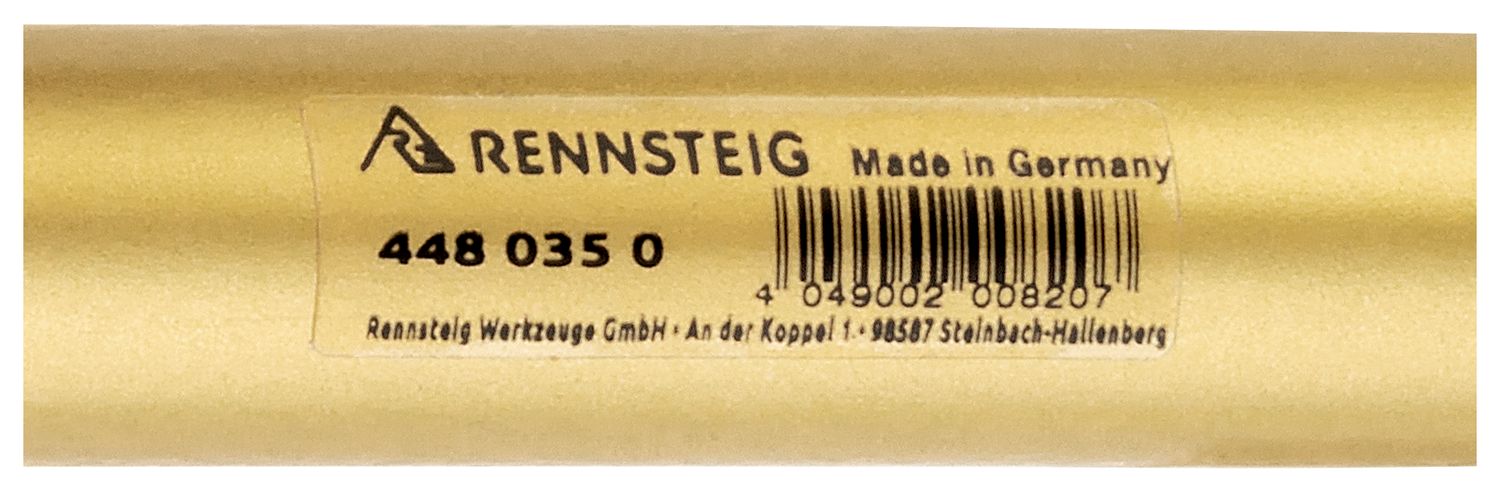 RENNSTEIG Made in Germany
448 035 0
4 049002 008207
Rennsteig Werkzeuge GmbH · An der Koppel 1 · 98587 Steinbach-Hallenberg